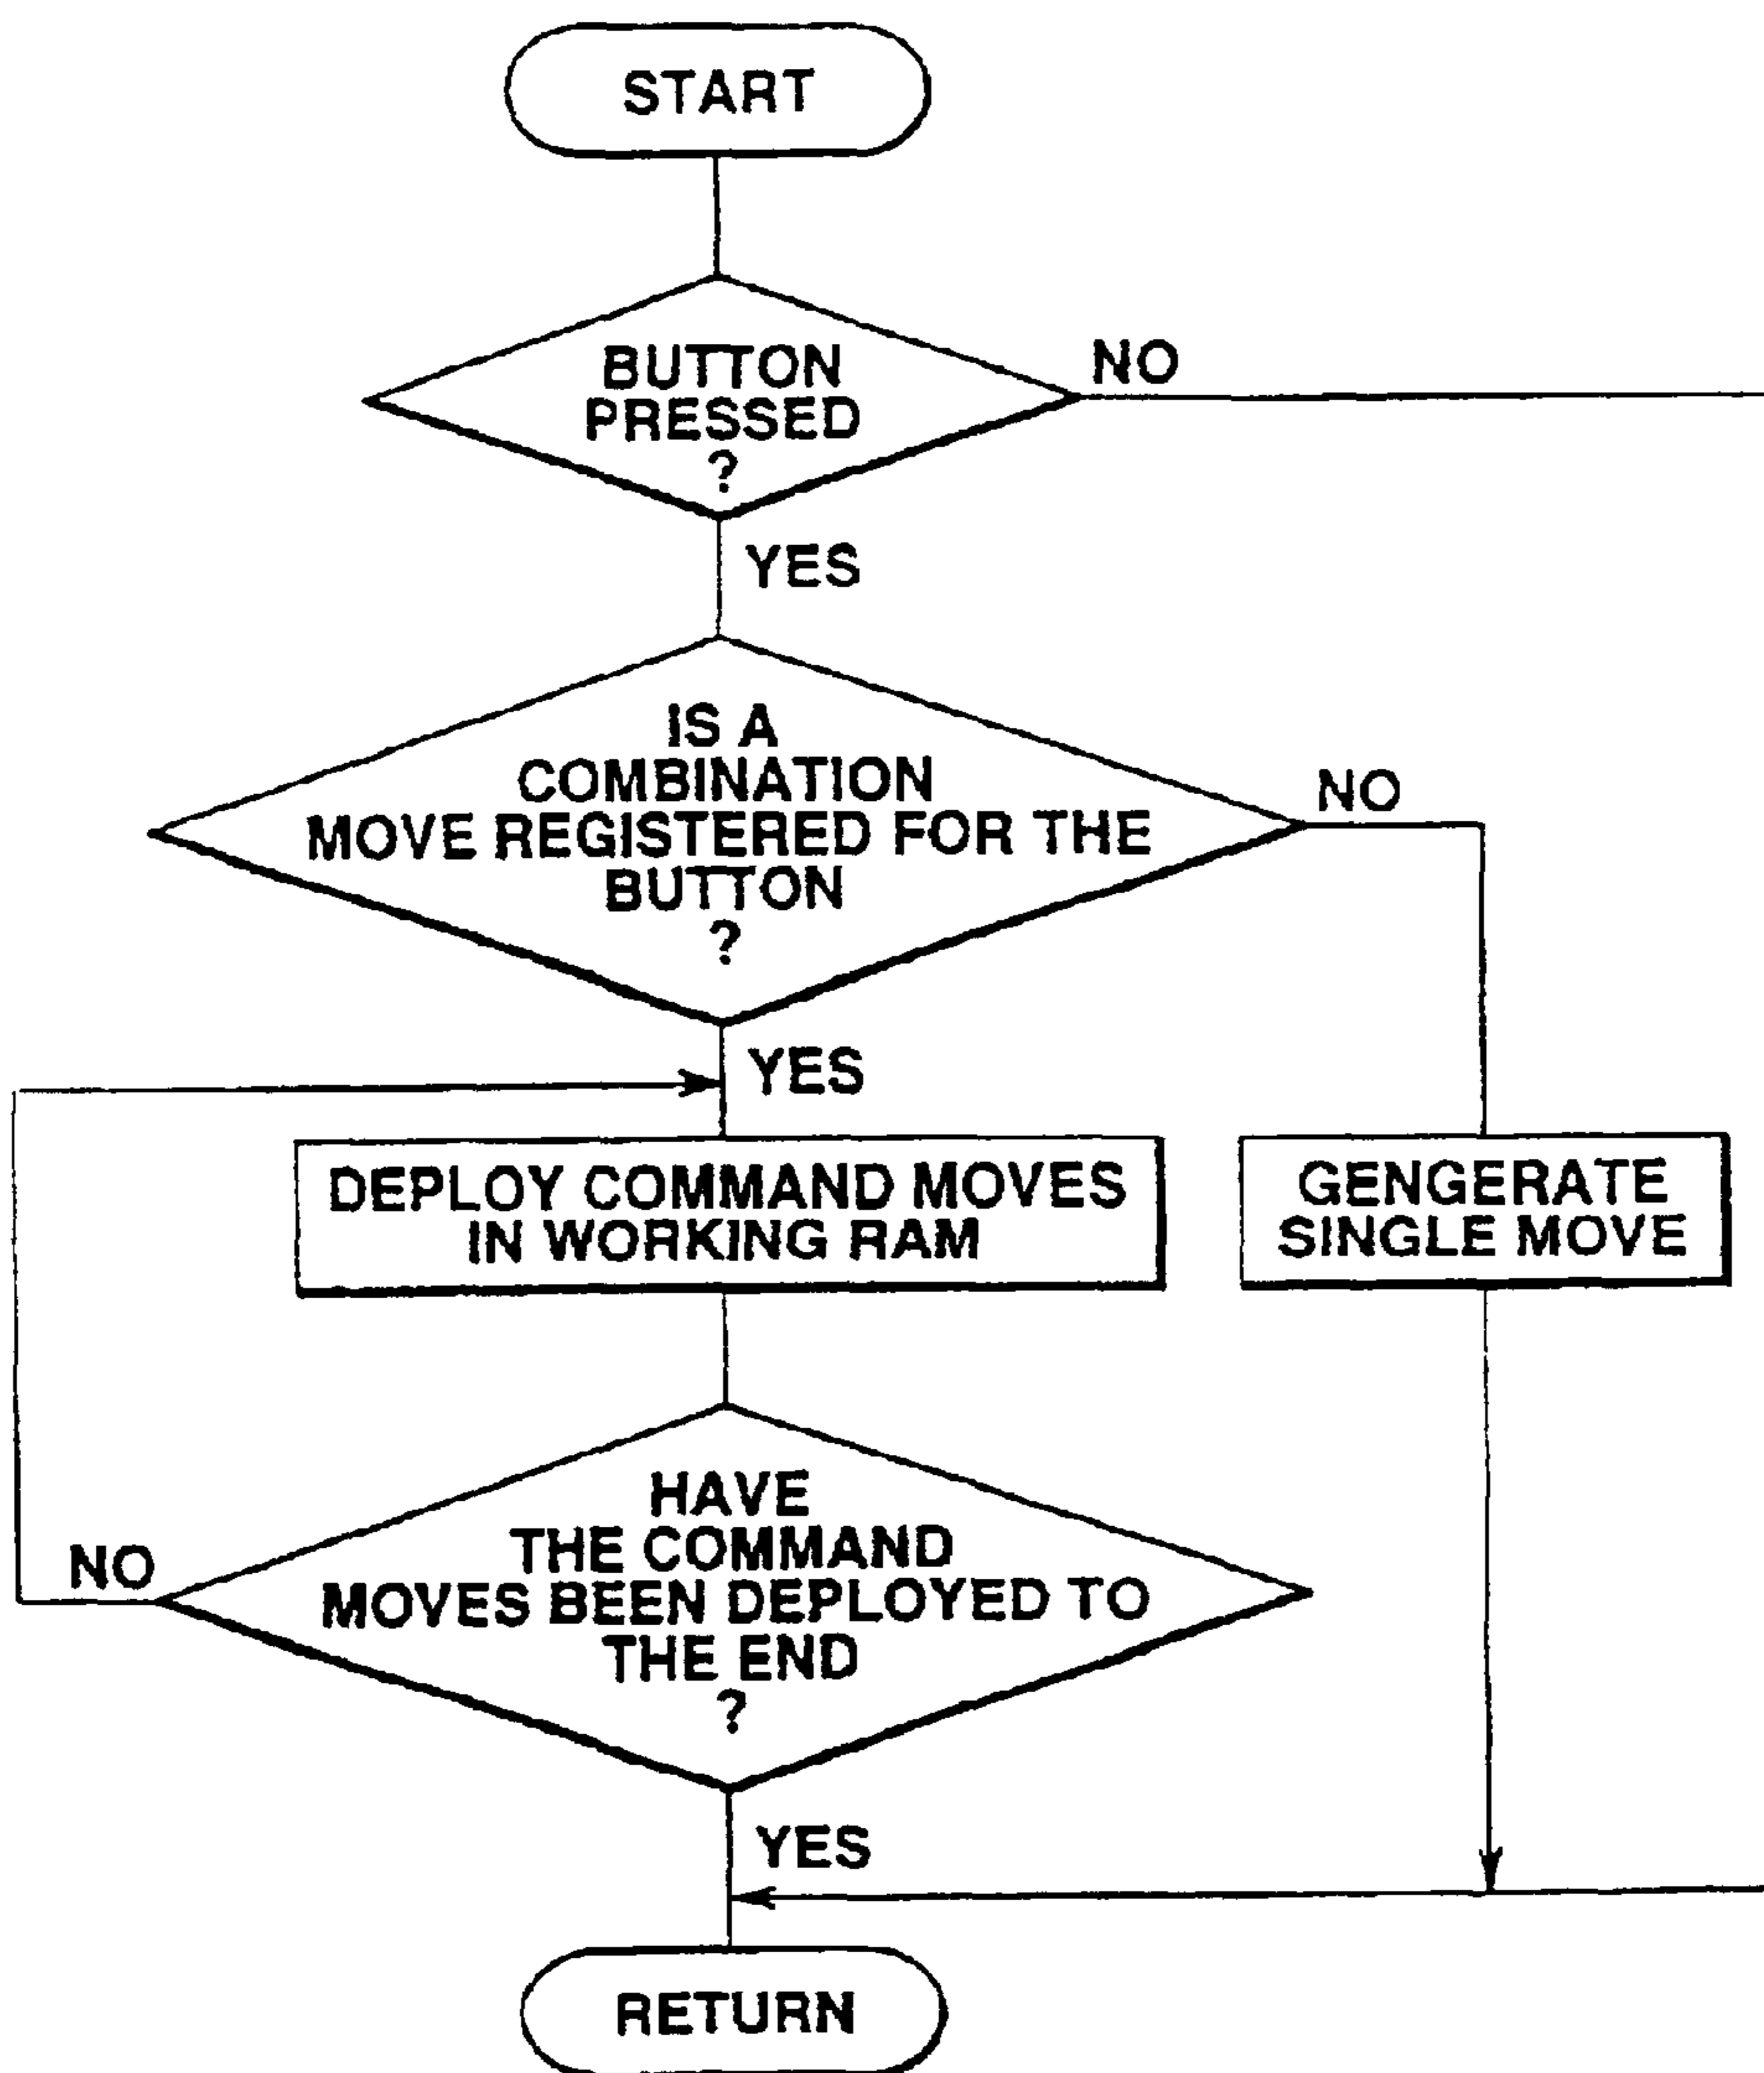 START
BUTTON
PRESSED
?
NO
YES
IS A
COMBINATION
MOVE REGISTERED FOR THE
BUTTON
?
NO
YES
DEPLOY COMMAND MOVES
IN WORKING RAM
GENGERATE
SINGLE MOVE
HAVE
THE COMMAND
MOVES BEEN DEPLOYED TO
THE END
?
NO
YES
RETURN